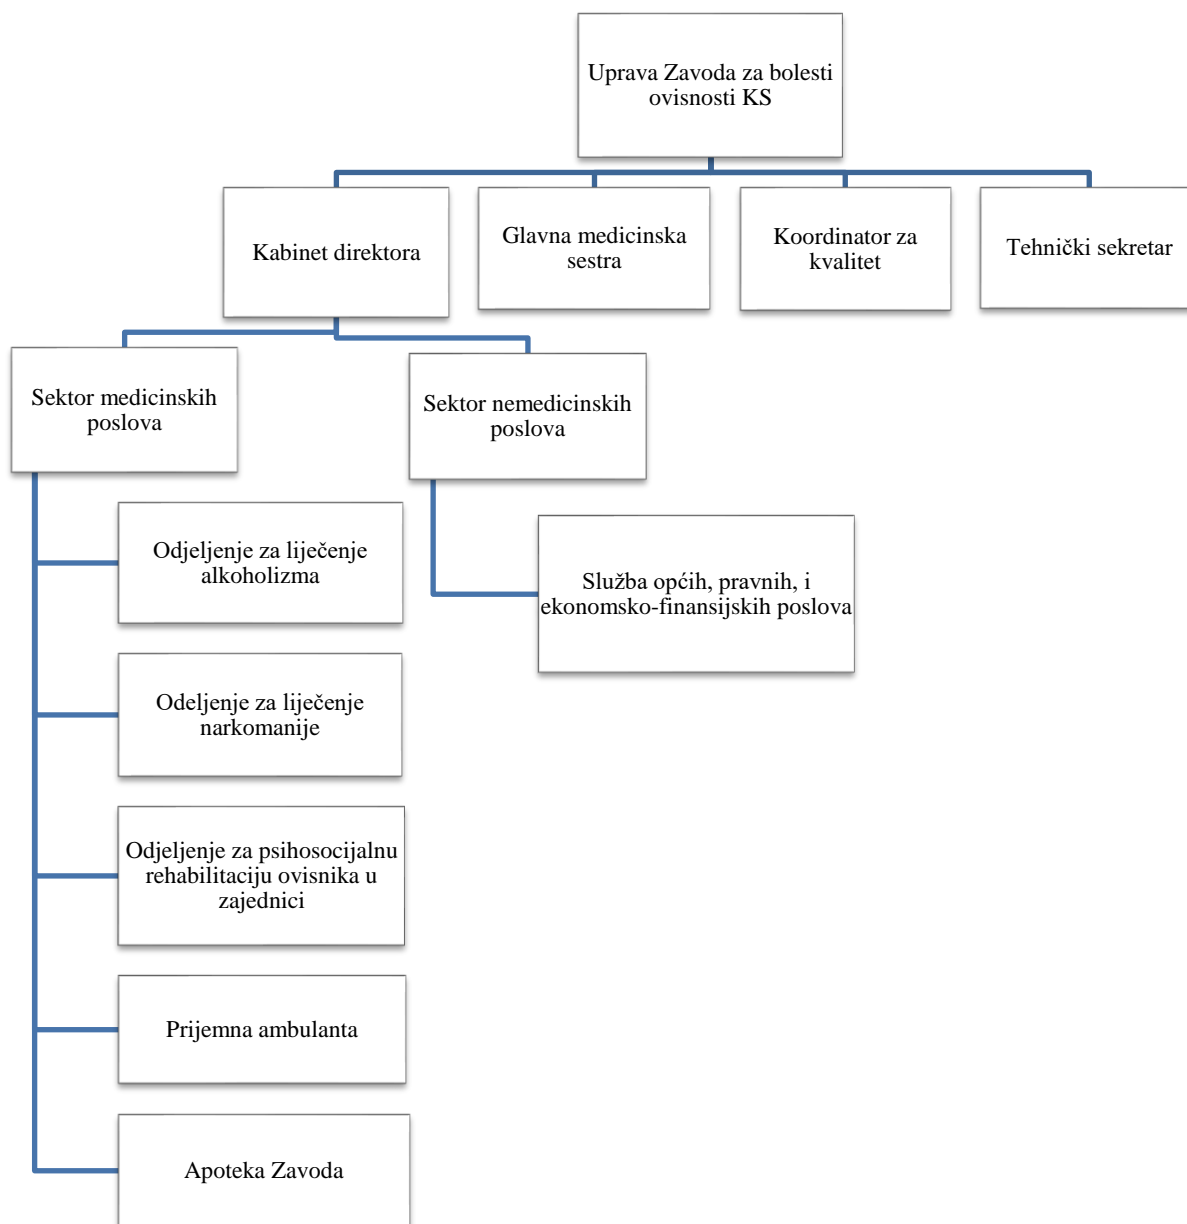 Uprava Zavoda za bolesti
ovisnosti KS
Kabinet direktora
Glavna medicinska
sestra
Koordinator za
kvalitet
Tehnički sekretar
Sektor medicinskih
poslova
Sektor nemedicinskih
poslova
Odjeljenje za liječenje
alkoholizma
Služba općih, pravnih, i
ekonomsko-finansijskih poslova
Odeljenje za liječenje
narkomanije
Odjeljenje za psihosocijalnu
rehabilitaciju ovisnika u
zajednici
Prijemna ambulanta
Apoteka Zavoda